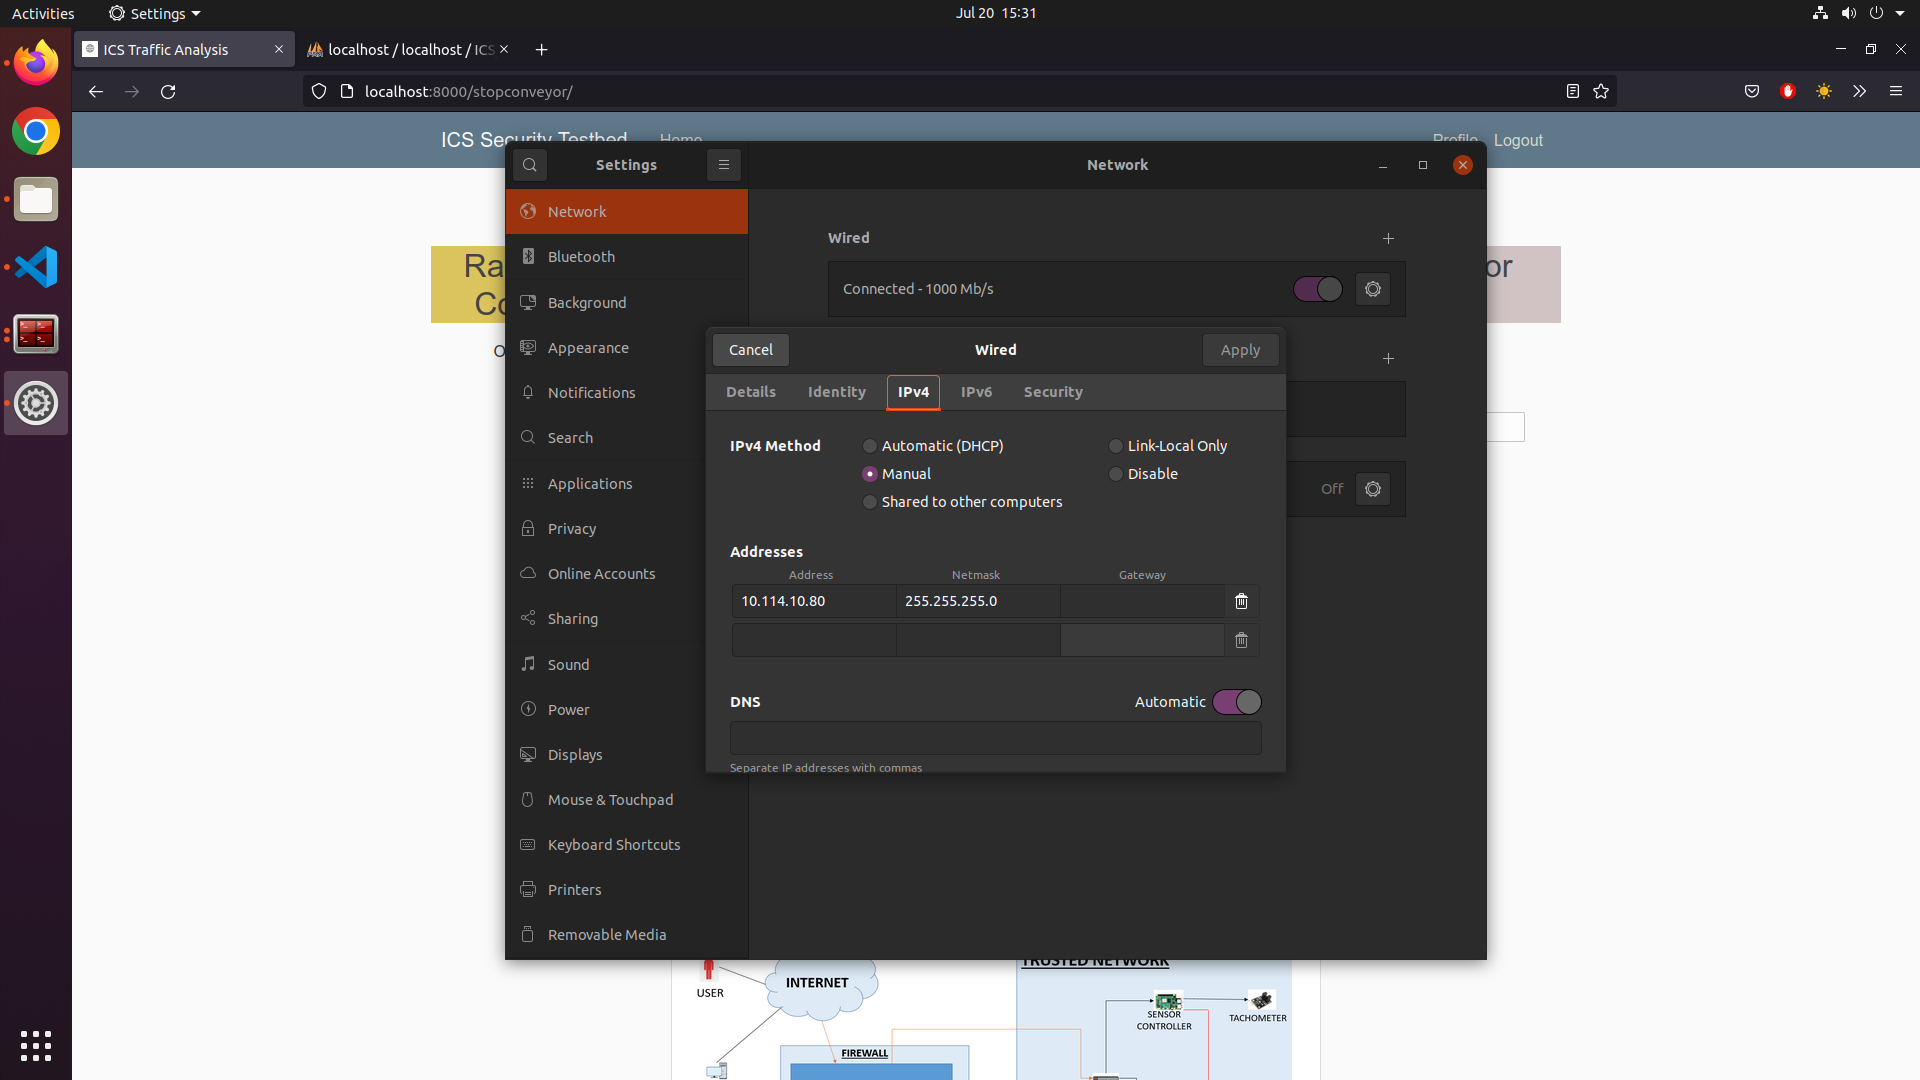 Activities
Settings
Jul 20 15:31
ICS Traffic Analysis
localhost / localhost / ICS
localhost:8000/stopconveyor/
ICS Security Testbed
Home
Profile
Logout
Settings
Network
Network
Bluetooth
Background
Appearance
Notifications
Search
Applications
Privacy
Online Accounts
Sharing
Sound
Power
Displays
Mouse & Touchpad
Keyboard Shortcuts
Printers
Removable Media
Wired
Connected - 1000 Mb/s
Off
Cancel
Wired
Apply
Details
Identity
IPv4
IPv6
Security
IPv4 Method
Automatic (DHCP)
Link-Local Only
Manual
Disable
Shared to other computers
Addresses
Address
Netmask
Gateway
10.114.10.80
255.255.255.0
DNS
Automatic
Separate IP addresses with commas
USER
INTERNET
FIREWALL
TRUSTED NETWORK
SENSOR
CONTROLLER
TACHOMETER